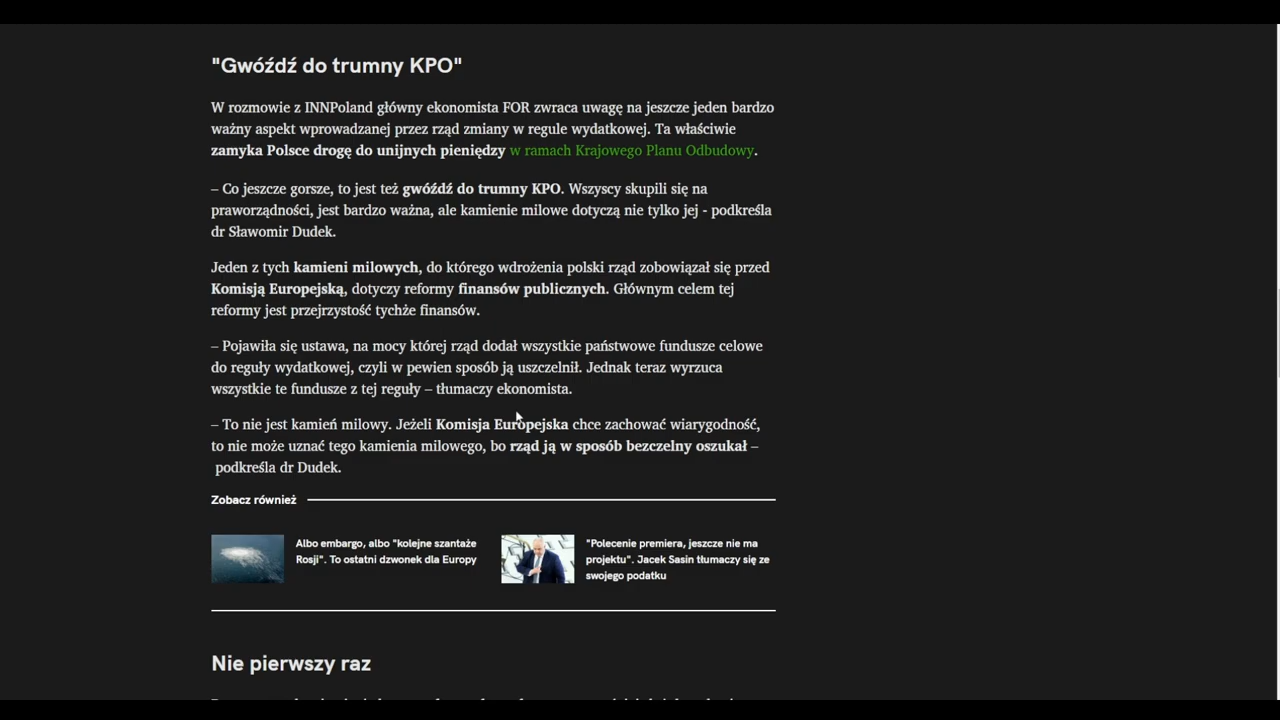 "Gwóźdź do trumny KPO"
W rozmowie z INNPoland główny ekonomista FOR zwraca uwagę na jeszcze jeden bardzo
ważny aspekt wprowadzanej przez rząd zmiany w regule wydatkowej. Ta właściwie
zamyka Polsce drogę do unijnych pieniędzy w ramach Krajowego Planu Odbudowy.
– Co jeszcze gorsze, to jest też gwóźdź do trumny KPO. Wszyscy skupili się na
praworządności, jest bardzo ważna, ale kamienie milowe dotyczą nie tylko jej - podkreśla
dr Sławomir Dudek.
Jeden z tych kamieni milowych, do którego wdrożenia polski rząd zobowiązał się przed
Komisją Europejską, dotyczy reformy finansów publicznych. Głównym celem tej
reformy jest przejrzystość tychże finansów.
– Pojawiła się ustawa, na mocy której rząd dodał wszystkie państwowe fundusze celowe
do reguły wydatkowej, czyli w pewien sposób ją uszczelnił. Jednak teraz wyrzuca
wszystkie te fundusze z tej reguły – tłumaczy ekonomista.
– To nie jest kamień milowy. Jeżeli Komisja Europejska chce zachować wiarygodność,
to nie może uznać tego kamienia milowego, bo rząd ją w sposób bezczelny oszukał –
podkreśla dr Dudek.
Zobacz również
Albo embargo, albo "kolejne szantaże
Rosji". To ostatni dzwonek dla Europy
"Polecenie premiera, jeszcze nie ma
projektu". Jacek Sasin tłumaczy się ze
swojego podatku
Nie pierwszy raz